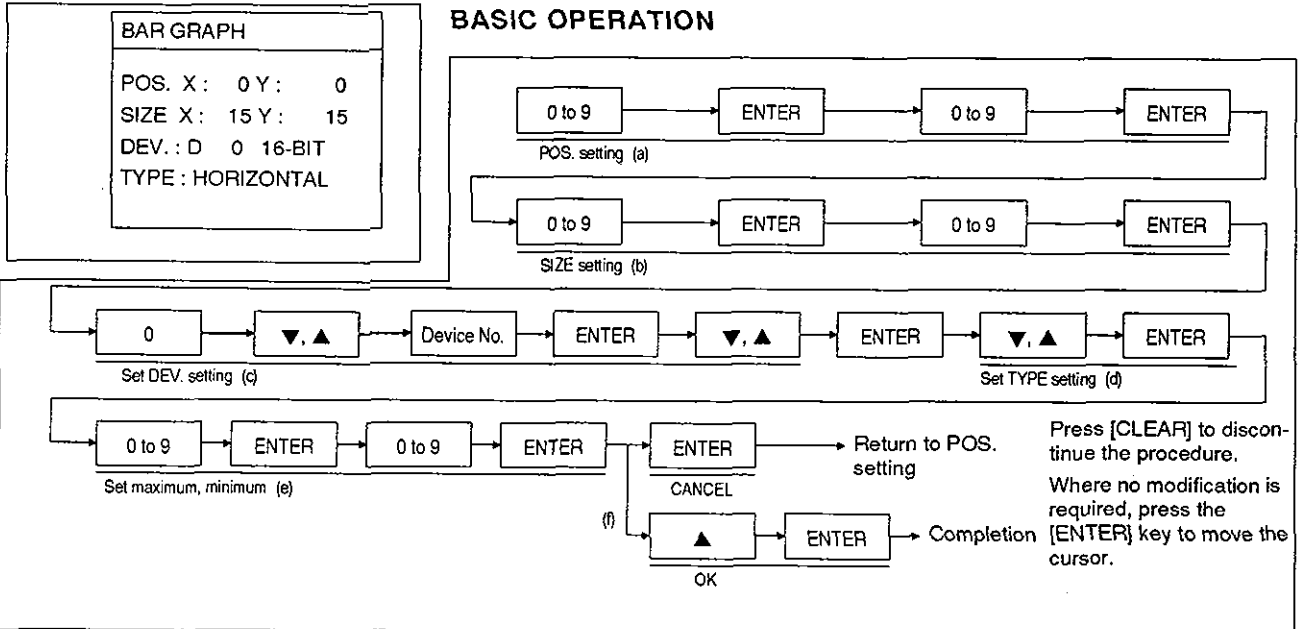 BASIC OPERATION
BAR GRAPH
POS. X : 0 Y : 0
SIZE X : 15 Y : 15
DEV. : D 0 16-BIT
TYPE : HORIZONTAL
0 to 9 ENTER 0 to 9 ENTER
POS. setting (a)
0 to 9 ENTER 0 to 9 ENTER
SIZE setting (b)
0 ▼, ▲ Device No. ENTER ▼, ▲ ENTER ▼, ▲ ENTER
Set DEV. setting (c) Set TYPE setting (d)
0 to 9 ENTER 0 to 9 ENTER ENTER
Set maximum, minimum (e)
CANCEL
Return to POS.
setting
(f) ▲ ENTER Completion
OK
Press [CLEAR] to discon-
tinue the procedure.
Where no modification is
required, press the
[ENTER] key to move the
cursor.